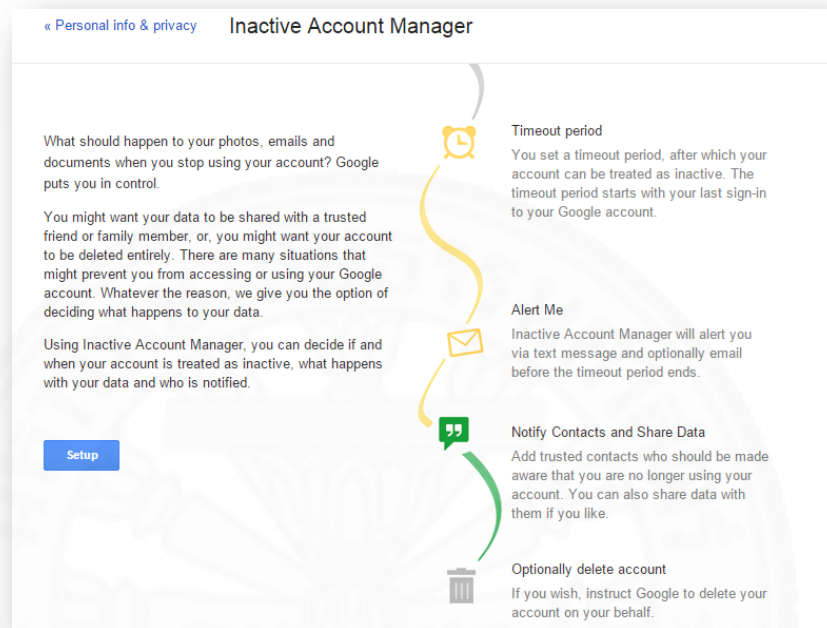 « Personal info & privacy
Inactive Account Manager
What should happen to your photos, emails and
documents when you stop using your account? Google
puts you in control.
You might want your data to be shared with a trusted
friend or family member, or, you might want your account
to be deleted entirely. There are many situations that
might prevent you from accessing or using your Google
account. Whatever the reason, we give you the option of
deciding what happens to your data.
Using Inactive Account Manager, you can decide if and
when your account is treated as inactive, what happens
with your data and who is notified.
Setup
Timeout period
You set a timeout period, after which your
account can be treated as inactive. The
timeout period starts with your last sign-in
to your Google account.
Alert Me
Inactive Account Manager will alert you
via text message and optionally email
before the timeout period ends.
Notify Contacts and Share Data
Add trusted contacts who should be made
aware that you are no longer using your
account. You can also share data with
them if you like.
Optionally delete account
If you wish, instruct Google to delete your
account on your behalf.